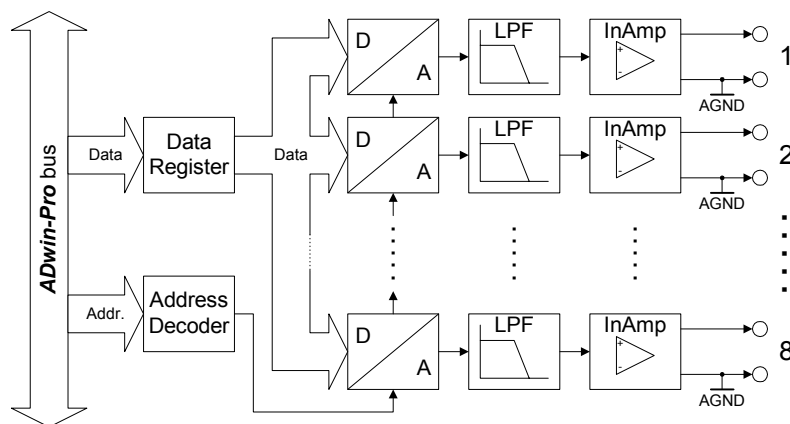 ADwin-Pro bus
Data
Data
Register
Data
Addr.
Address
Decoder
D
A
LPF
InAmp
+
-
AGND
1
D
A
LPF
InAmp
+
-
AGND
2
D
A
LPF
InAmp
+
-
AGND
8